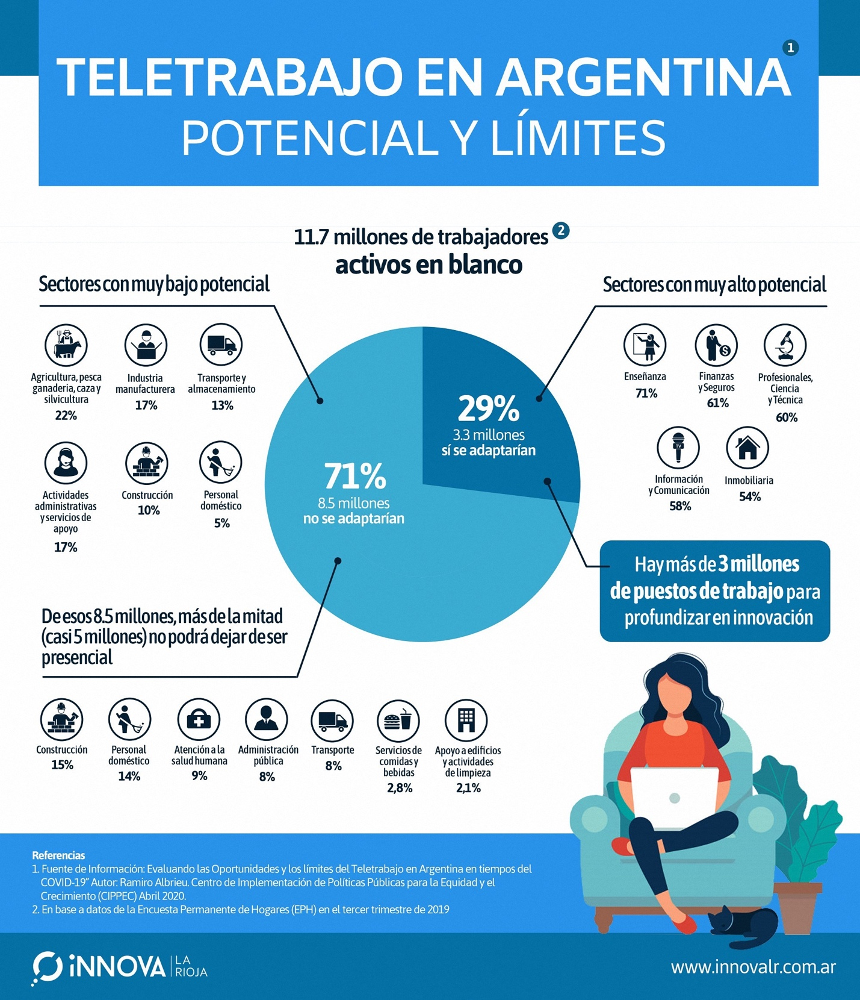 TELETRABAJO EN ARGENTINA 1
POTENCIAL Y LÍMITES
11.7 millones de trabajadores 2
activos en blanco
Sectores con muy bajo potencial
Agricultura, pesca
ganaderia, caza y
silvicultura
22%
Industria
manufacturera
17%
Transporte y
almacenamiento
13%
Actividades
administrativas
y servicios de
apoyo
17%
Construcción
10%
Personal
doméstico
5%
71%
8.5 millones
no se adaptarían
29%
3.3 millones
sí se adaptarían
Sectores con muy alto potencial
Enseñanza
71%
Finanzas
y Seguros
61%
$
Profesionales,
Ciencia
y Técnica
60%
TV
Información
y Comunicación
58%
Inmobiliaria
54%
Hay más de 3 millones
de puestos de trabajo para
profundizar en innovación
De esos 8.5 millones, más de la mitad
(casi 5 millones) no podrá dejar de ser
presencial
Construcción
15%
Personal
doméstico
14%
Atención a la
salud humana
9%
Administración
pública
8%
Transporte
8%
Servicios de
comidas y
bebidas
2,8%
Apoyo a edificios
y actividades
de limpieza
2,1%
Referencias
1. Fuente de Información: Evaluando las Oportunidades y los límites del Teletrabajo en Argentina en tiempos del
COVID-19" Autor: Ramiro Albrieu. Centro de Implementación de Políticas Públicas para la Equidad y el
Crecimiento (CIPPEC) Abril 2020.
2. En base a datos de la Encuesta Permanente de Hogares (EPH) en el tercer trimestre de 2019
iNNOVA LA
RIOJA
www.innovalr.com.ar